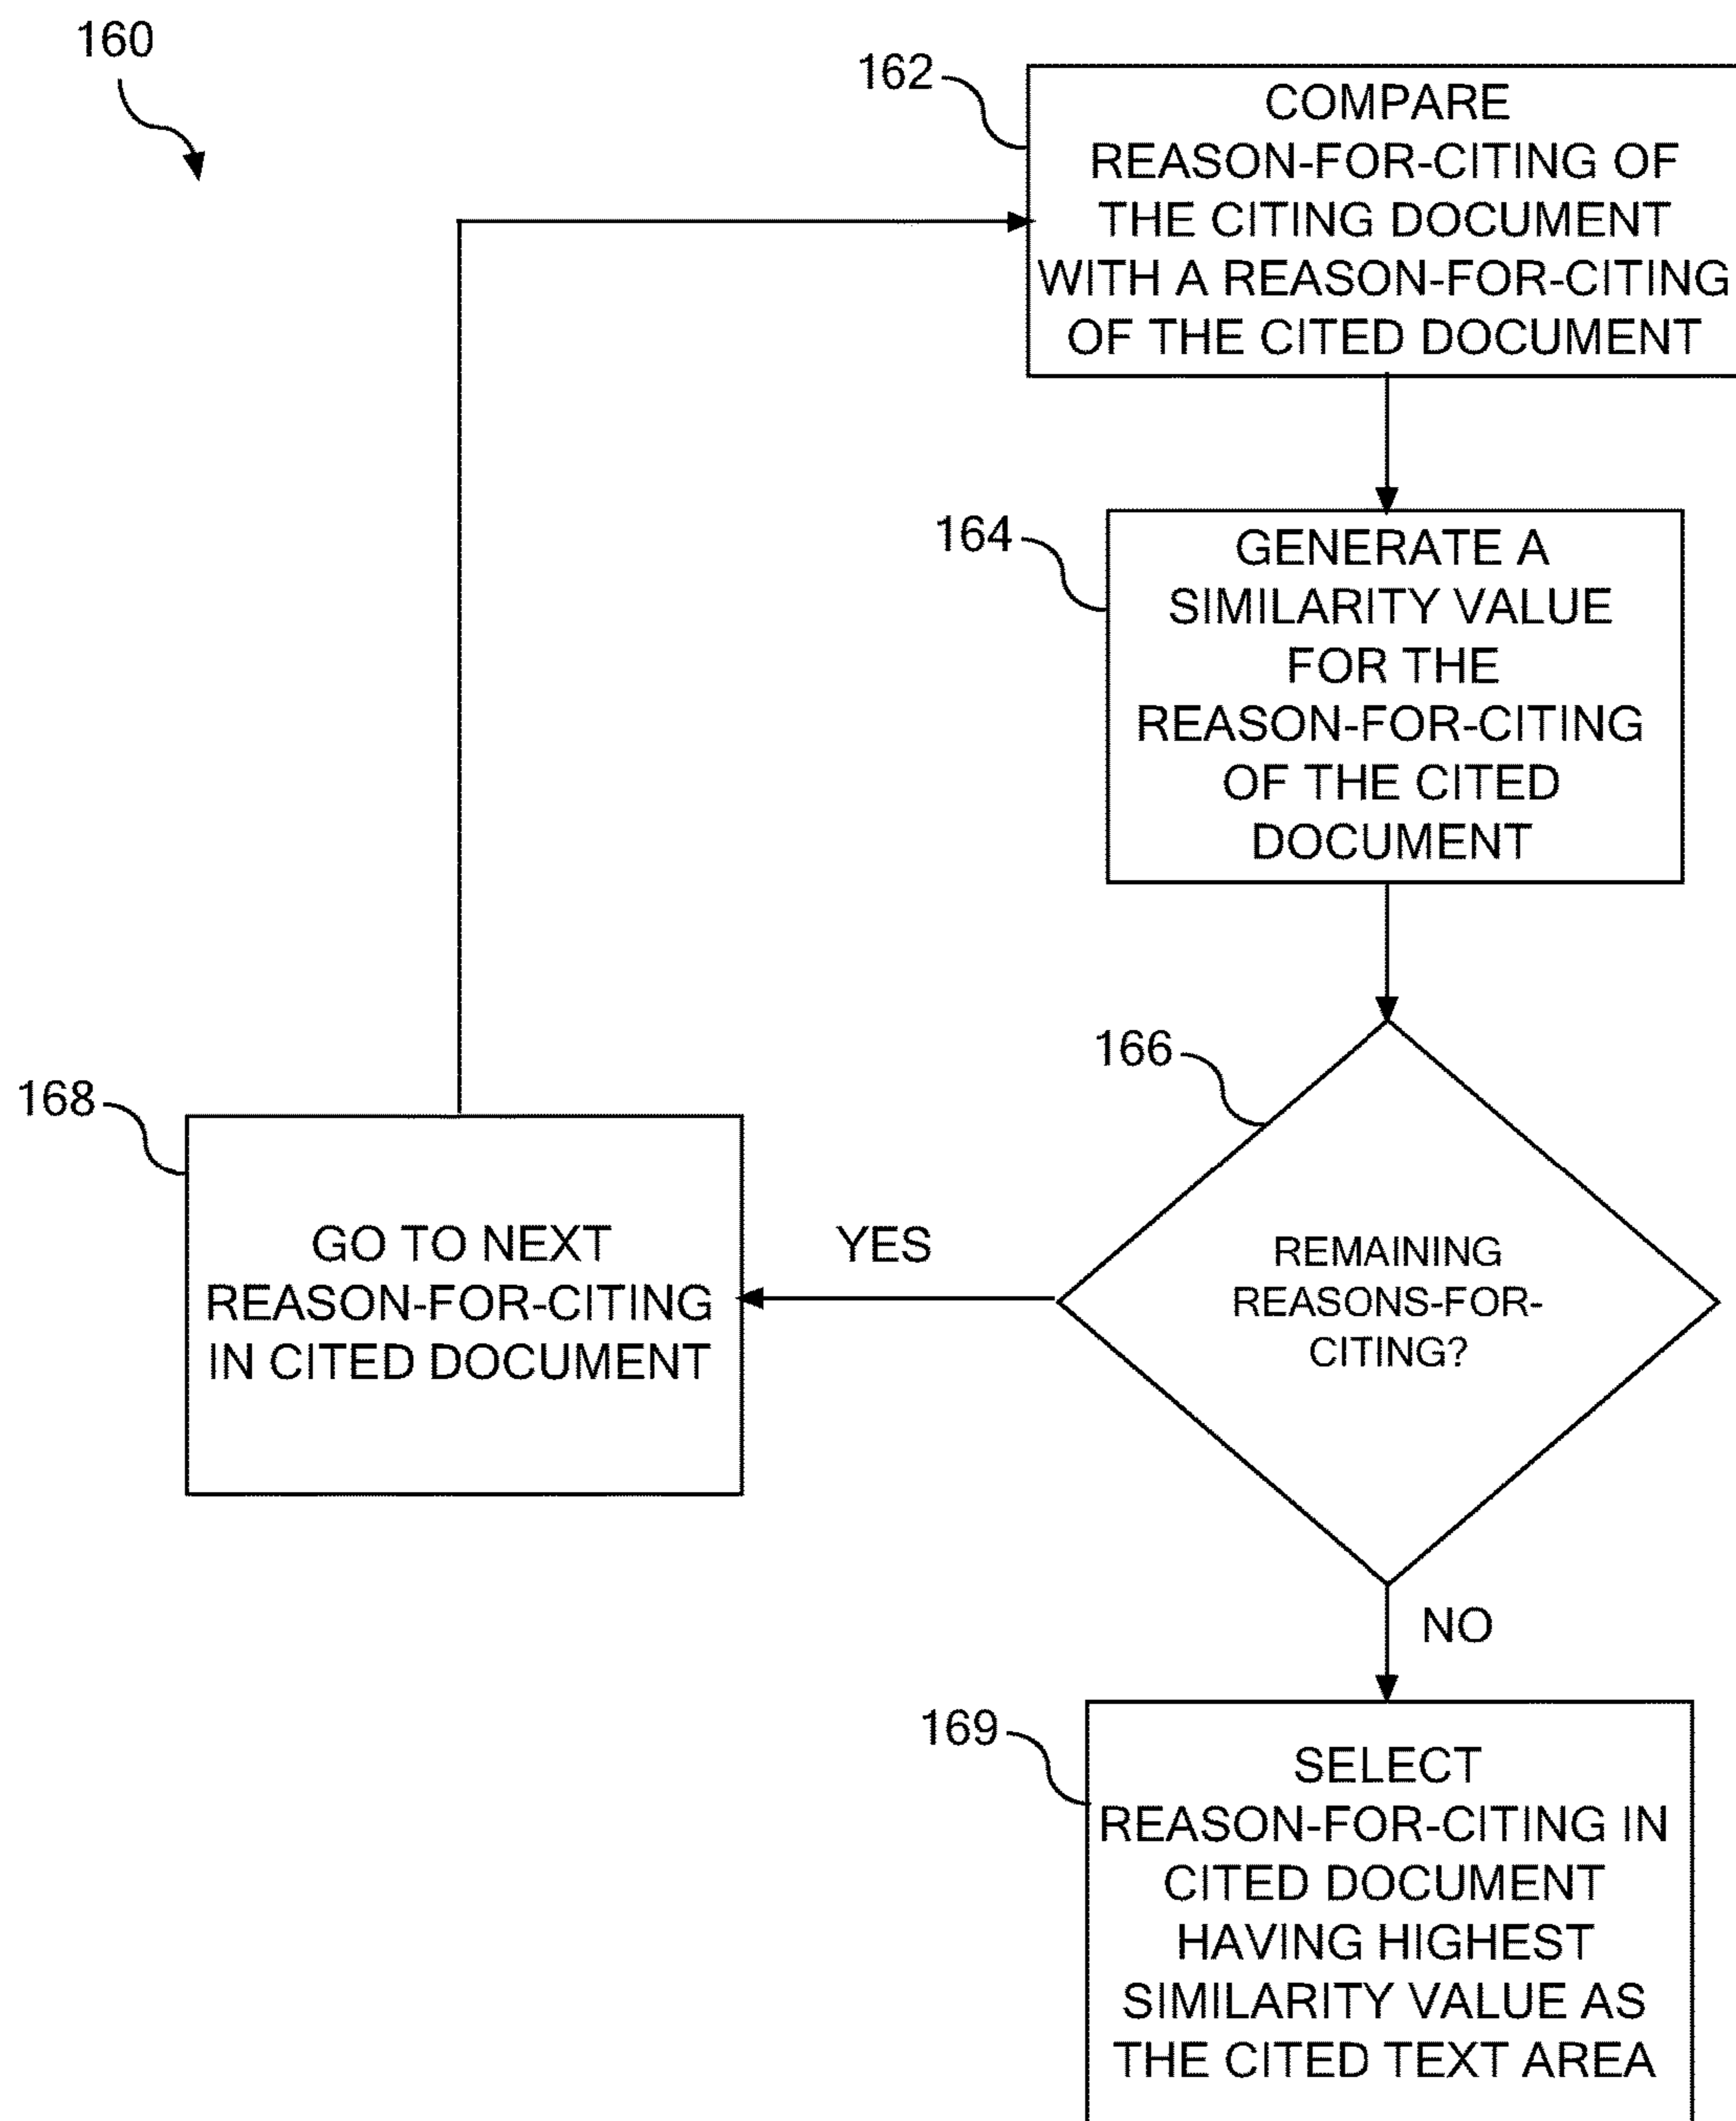 160
162
COMPARE
REASON-FOR-CITING OF
THE CITING DOCUMENT
WITH A REASON-FOR-CITING
OF THE CITED DOCUMENT
164
GENERATE A
SIMILARITY VALUE
FOR THE
REASON-FOR-CITING
OF THE CITED
DOCUMENT
166
REMAINING
REASONS-FOR-
CITING?
YES
168
GO TO NEXT
REASON-FOR-CITING
IN CITED DOCUMENT
NO
169
SELECT
REASON-FOR-CITING IN
CITED DOCUMENT
HAVING HIGHEST
SIMILARITY VALUE AS
THE CITED TEXT AREA